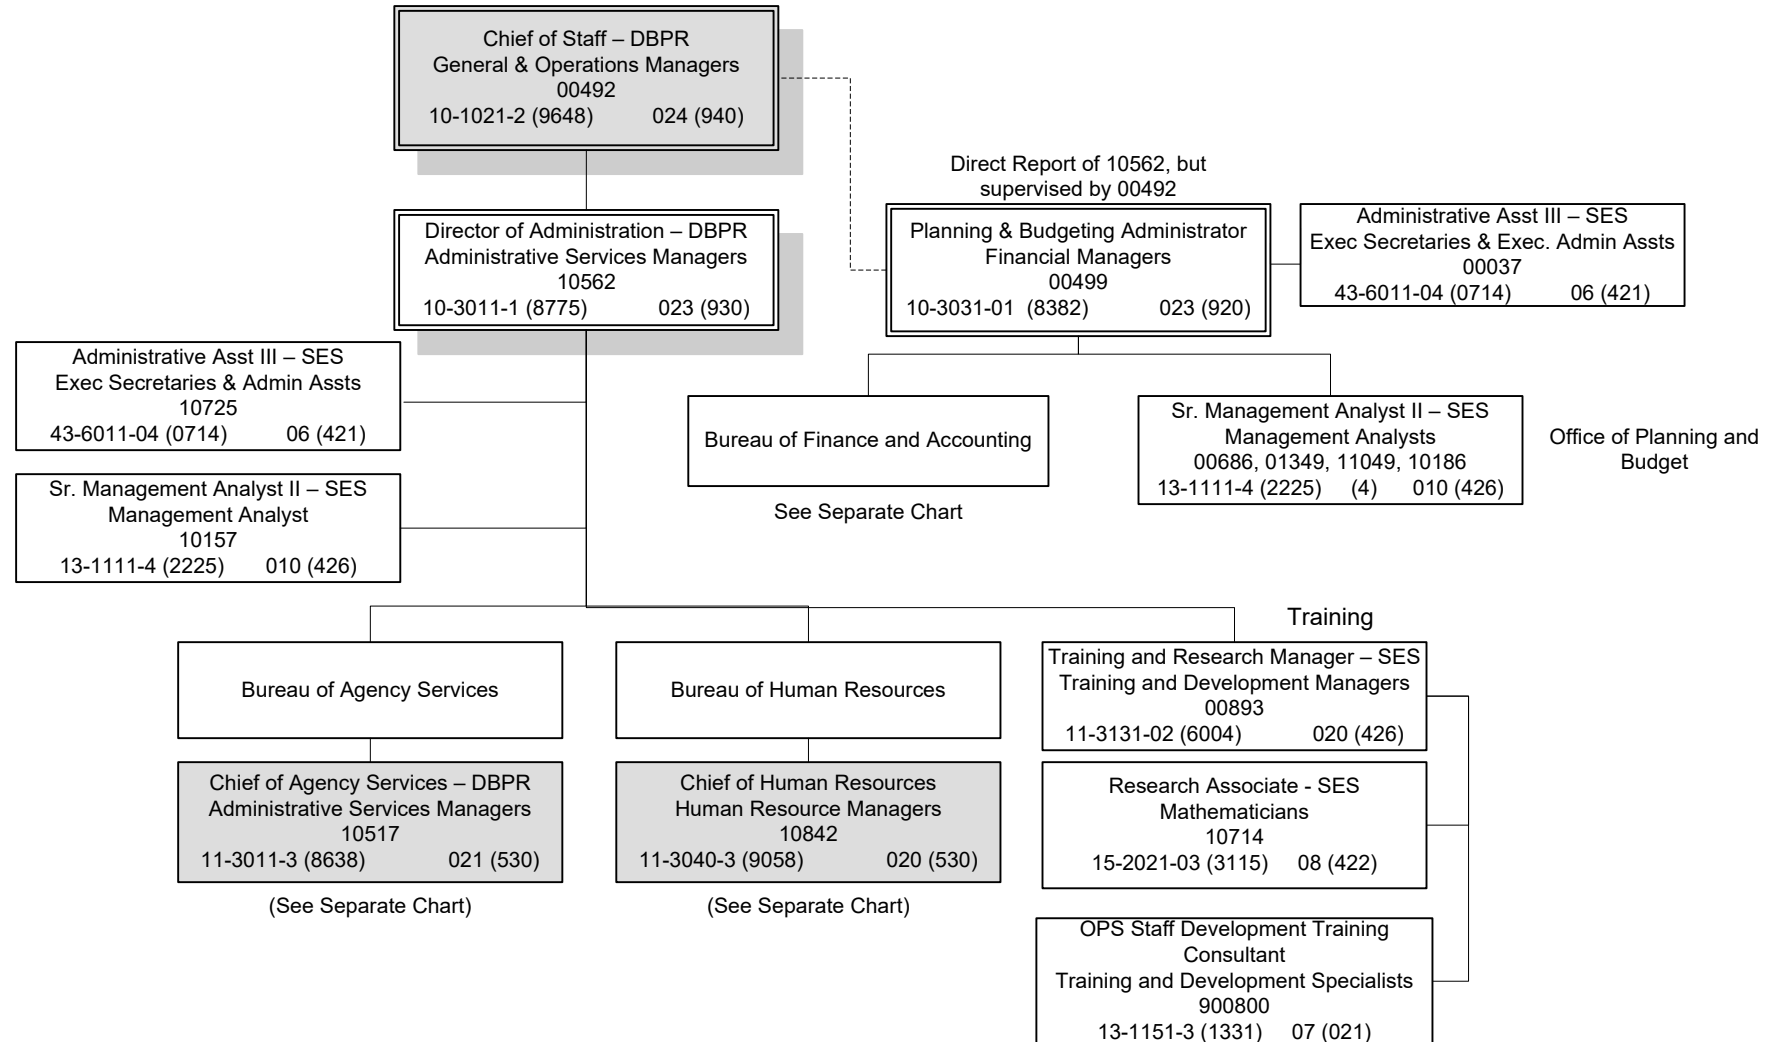 Chief of Staff – DBPR
General & Operations Managers
00492
10-1021-2 (9648) 024 (940)
Direct Report of 10562, but
supervised by 00492
Director of Administration – DBPR
Administrative Services Managers
10562
10-3011-1 (8775) 023 (930)
Planning & Budgeting Administrator
Financial Managers
00499
10-3031-01 (8382) 023 (920)
Administrative Asst III – SES
Exec Secretaries & Exec. Admin Assts
00037
43-6011-04 (0714) 06 (421)
Administrative Asst III – SES
Exec Secretaries & Admin Assts
10725
43-6011-04 (0714) 06 (421)
Bureau of Finance and Accounting
See Separate Chart
Sr. Management Analyst II – SES
Management Analysts
00686, 01349, 11049, 10186
13-1111-4 (2225) (4) 010 (426)
Office of Planning and
Budget
Sr. Management Analyst II – SES
Management Analyst
10157
13-1111-4 (2225) 010 (426)
Bureau of Agency Services
Chief of Agency Services – DBPR
Administrative Services Managers
10517
11-3011-3 (8638) 021 (530)
(See Separate Chart)
Bureau of Human Resources
Chief of Human Resources
Human Resource Managers
10842
11-3040-3 (9058) 020 (530)
(See Separate Chart)
Training
Training and Research Manager – SES
Training and Development Managers
00893
11-3131-02 (6004) 020 (426)
Research Associate - SES
Mathematicians
10714
15-2021-03 (3115) 08 (422)
OPS Staff Development Training
Consultant
Training and Development Specialists
900800
13-1151-3 (1331) 07 (021)